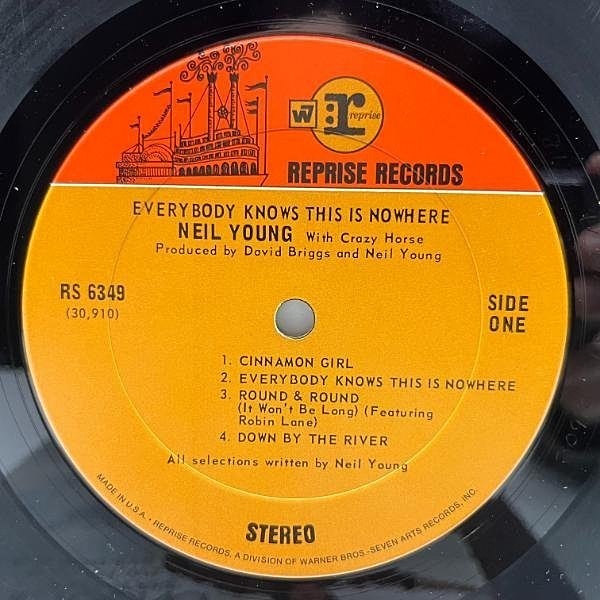 W
r: reprise
REPRISE RECORDS
EVERYBODY KNOWS THIS IS NOWHERE
NEIL YOUNG With Crazy Horse
Produced by David Briggs and Neil Young
RS 6349
(30,910)
SIDE
ONE
1. CINNAMON GIRL
2. EVERYBODY KNOWS THIS IS NOWHERE
3. ROUND & ROUND
(It Won't Be Long) (Featuring
Robin Lane)
4. DOWN BY THE RIVER
All selections written by Neil Young
STEREO
MADE IN U.S.A. • REPRISE RECORDS, A DIVISION OF WARNER BROS.-SEVEN ARTS RECORDS, INC.